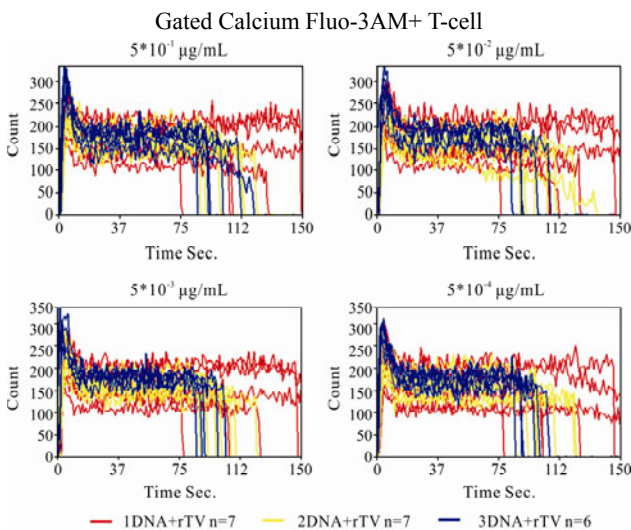 Gated Calcium Fluo-3AM+ T-cell
5*10⁻¹ µg/mL
5*10⁻² µg/mL
Count
300
250
200
150
100
50
0
0 37 75 112 150
Time Sec.
Count
300
250
200
150
100
50
0
0 37 75 112 150
Time Sec.
5*10⁻³ µg/mL
5*10⁻⁴ µg/mL
Count
350
300
250
200
150
100
50
0
0 37 75 112 150
Time Sec.
Count
350
300
250
200
150
100
50
0
0 37 75 112 150
Time Sec.
1DNA+rTV n=7 2DNA+rTV n=7 3DNA+rTV n=6